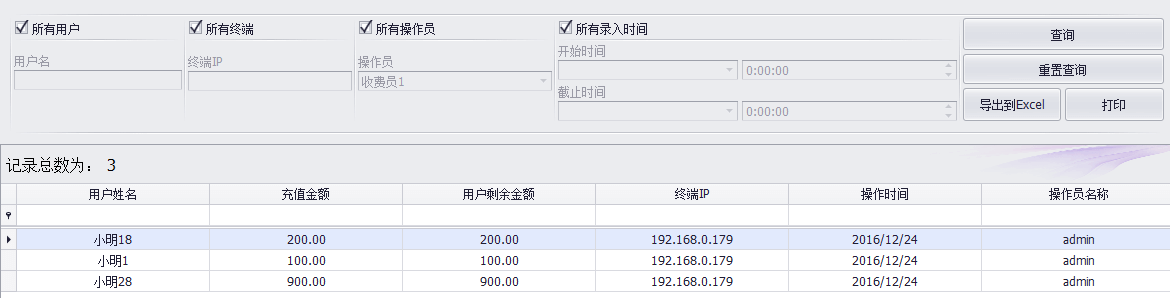 所有用户 所有终端 所有操作员 所有录入时间
用户名 终端IP 操作员 开始时间
收费员1 0:00:00
截止时间
0:00:00
查询
重置查询
导出到Excel 打印
记录总数为： 3
用户姓名 充值金额 用户剩余金额 终端IP 操作时间 操作员名称
小明18 200.00 200.00 192.168.0.179 2016/12/24 admin
小明1 100.00 100.00 192.168.0.179 2016/12/24 admin
小明28 900.00 900.00 192.168.0.179 2016/12/24 admin